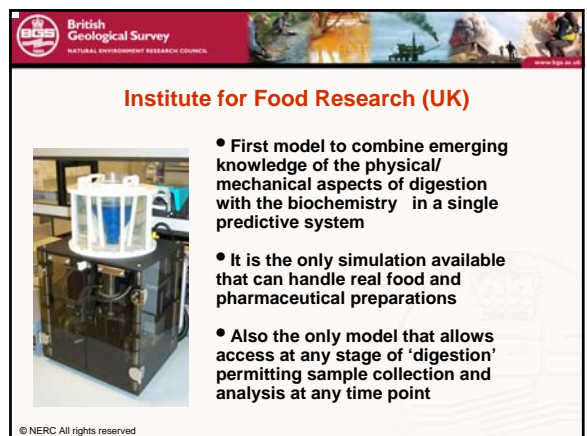 BGS
1835
British
Geological Survey
NATURAL ENVIRONMENT RESEARCH COUNCIL
www.bgs.ac.uk
Institute for Food Research (UK)
• First model to combine emerging
knowledge of the physical/
mechanical aspects of digestion
with the biochemistry in a single
predictive system
• It is the only simulation available
that can handle real food and
pharmaceutical preparations
• Also the only model that allows
access at any stage of ‘digestion’
permitting sample collection and
analysis at any time point
© NERC All rights reserved